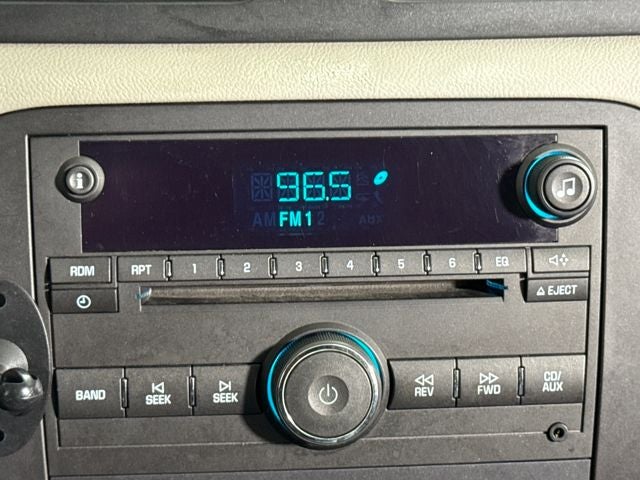 96.5
AM FM1 2 AUX
RDM RPT 1 2 3 4 5 6 EQ
EJECT
BAND SEEK SEEK REV FWD CD/
AUX